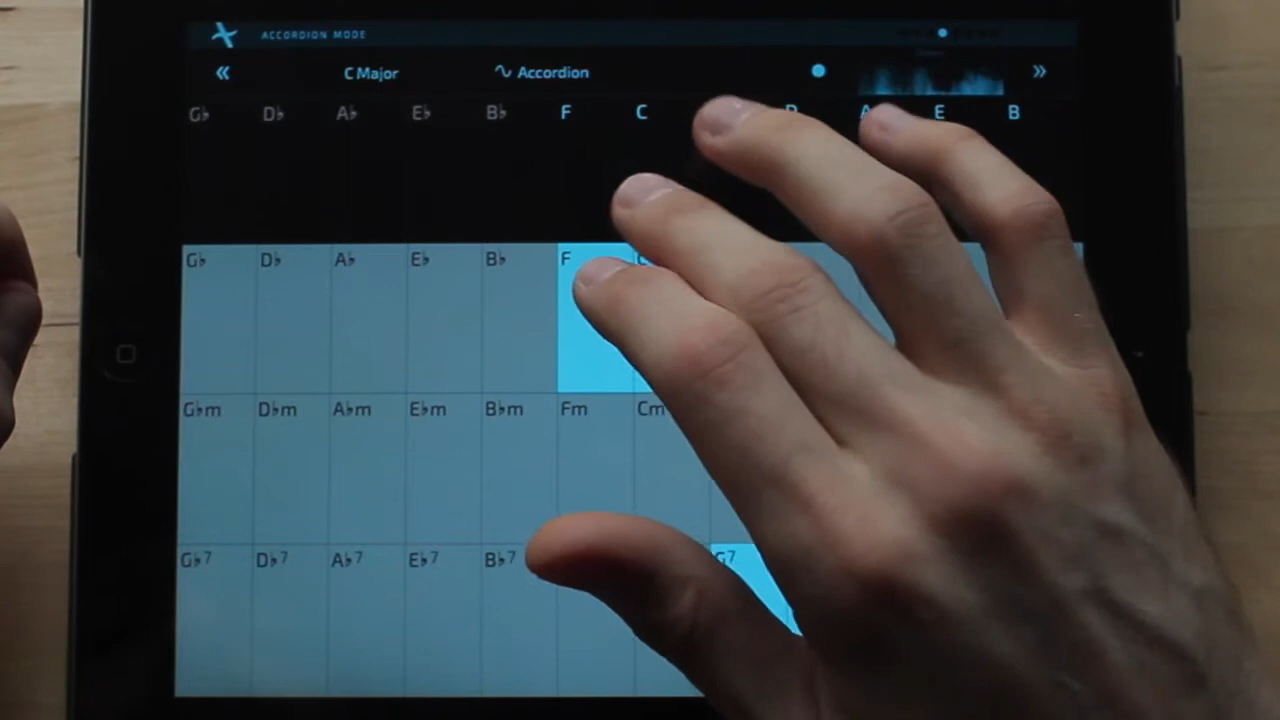 ACCORDION MODE
« C Major Accordion »
G♭ D♭ A♭ E♭ B♭ F C D A E B
G♭ D♭ A♭ E♭ B♭ F C
G♭m D♭m A♭m E♭m B♭m Fm Cm
G♭7 D♭7 A♭7 E♭7 B♭7 G7